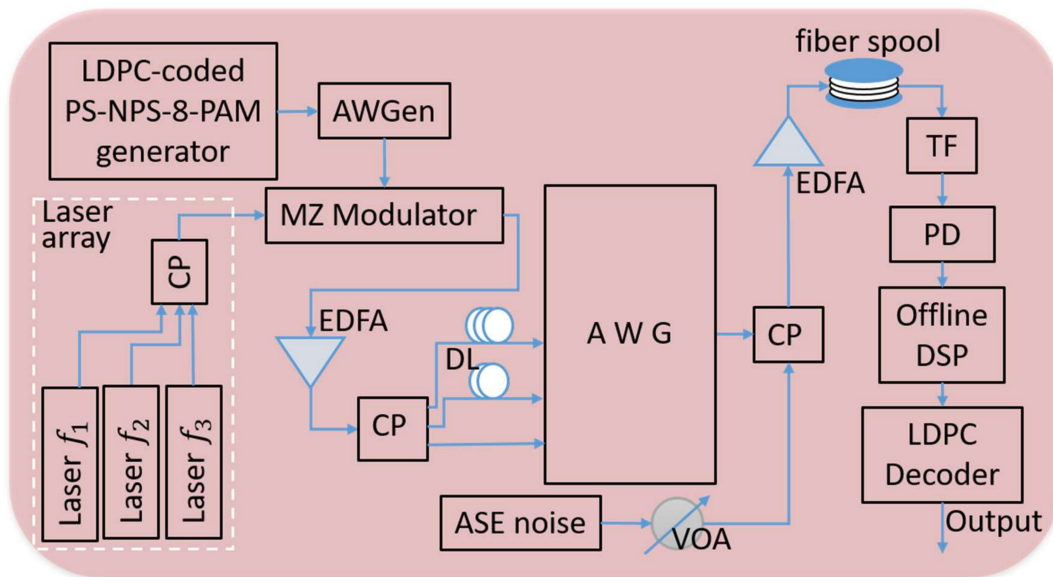 LDPC-coded
PS-NPS-8-PAM
generator
AWGen
MZ Modulator
Laser
array
CP
Laser f₁
Laser f₂
Laser f₃
EDFA
CP
DL
A W G
ASE noise
VOA
CP
EDFA
fiber spool
TF
PD
Offline
DSP
LDPC
Decoder
Output